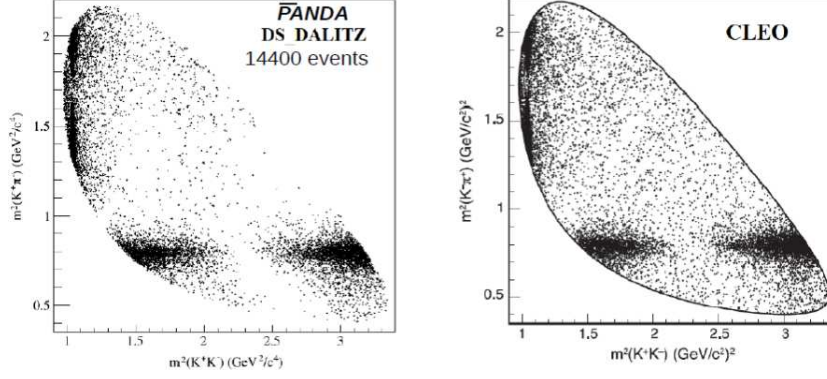 P̅ANDA
DS_DALITZ
14400 events
2
1.5
1
0.5
m²(K⁺π⁻) (GeV²/c⁴)
1 1.5 2 2.5 3
m²(K⁺K⁻) (GeV²/c⁴)
CLEO
2
1.5
1
0.5
m²(K⁻π⁺) (GeV/c²)²
1.0 1.5 2 2.5 3
m²(K⁺K⁻) (GeV/c²)²